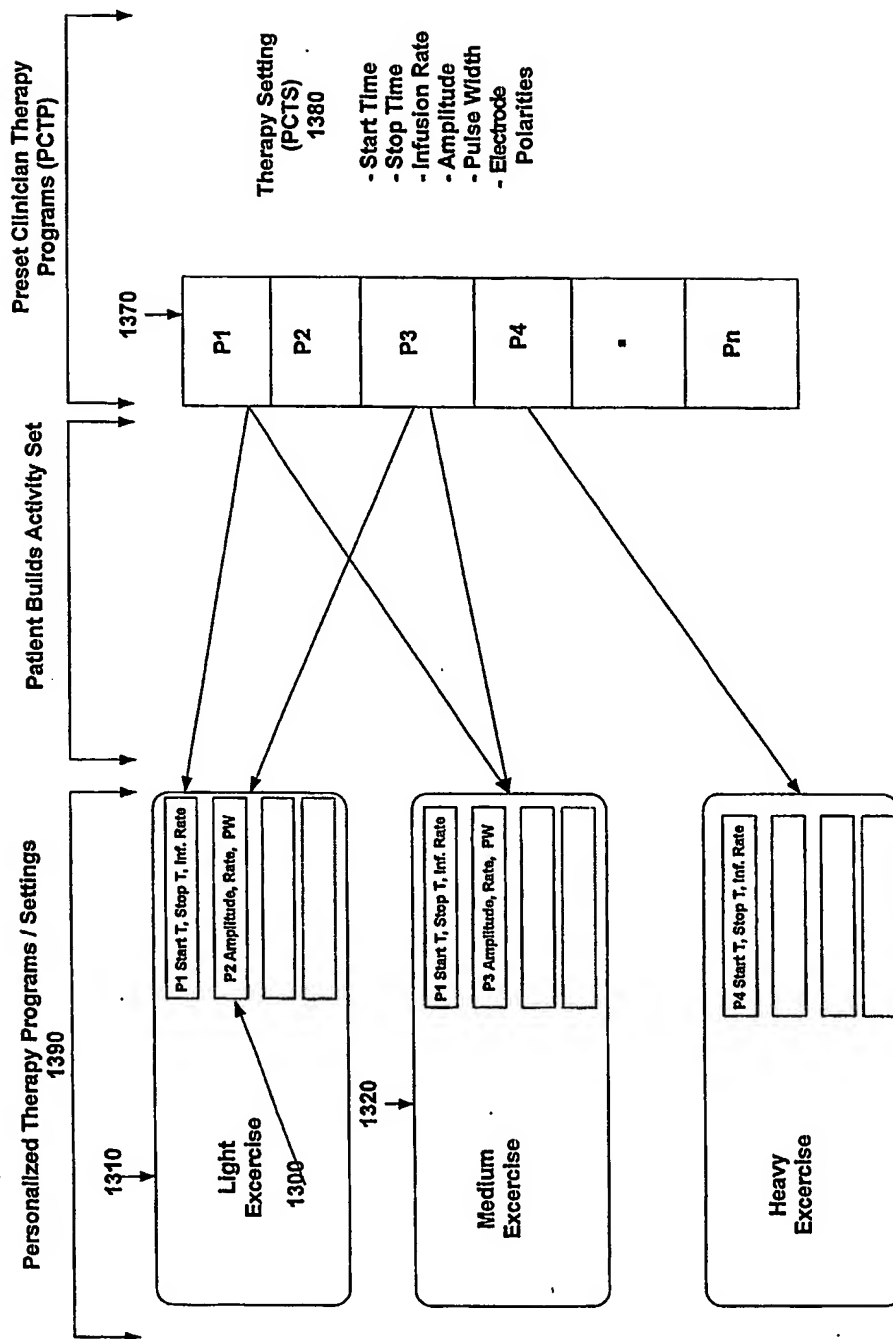 Personalized Therapy Programs / Settings
1390
Patient Builds Activity Set
Preset Clinician Therapy
Programs (PCTP)
1310
Light
Excercise
1300
P1 Start T, Stop T, Inf. Rate
P2 Amplitude, Rate, PW
1320
Medium
Excercise
P1 Start T, Stop T, Inf. Rate
P3 Amplitude, Rate, PW
Heavy
Excercise
P4 Start T, Stop T, Inf. Rate
1370
P1
P2
P3
P4
Pn
Therapy Setting
(PCTS)
1380
- Start Time
- Stop Time
- Infusion Rate
- Amplitude
- Pulse Width
- Electrode
Polarities